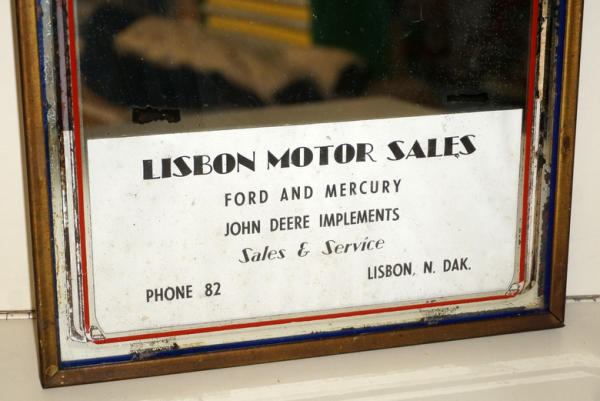 LISBON MOTOR SALES
FORD AND MERCURY
JOHN DEERE IMPLEMENTS
Sales & Service
PHONE 82 LISBON, N. DAK.